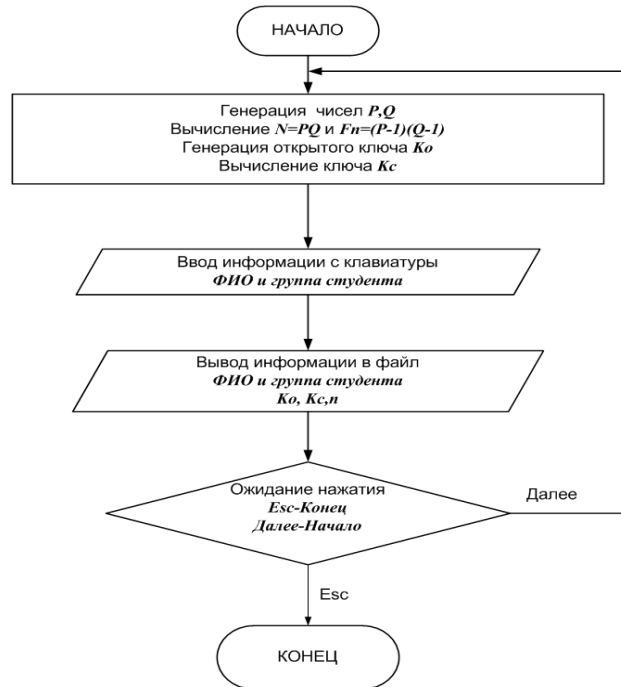 НАЧАЛО
Генерация чисел P,Q
Вычисление N=PQ и Fn=(P-1)(Q-1)
Генерация открытого ключа Ko
Вычисление ключа Kc
Ввод информации с клавиатуры
ФИО и группа студента
Вывод информации в файл
ФИО и группа студента
Ko, Kc,n
Ожидание нажатия
Esc-Конец
Далее-Начало
Далее
Esc
КОНЕЦ